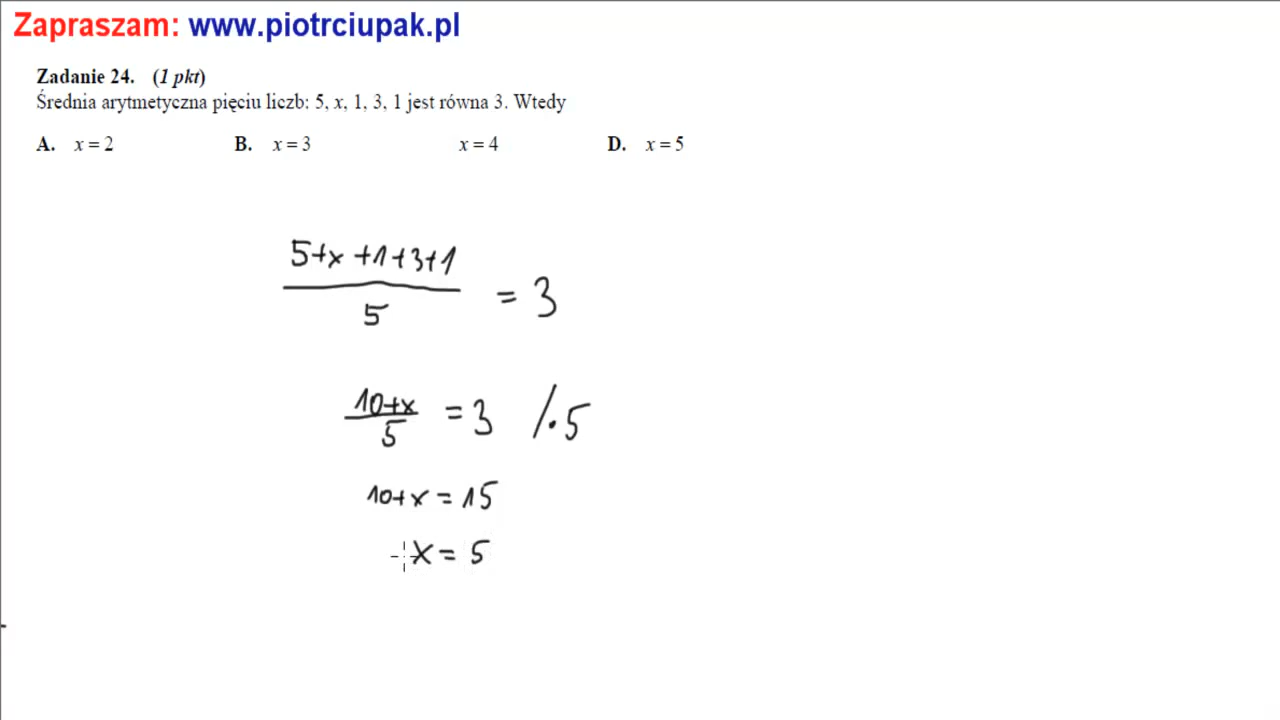 Zapraszam: www.piotrciupak.pl
Zadanie 24. (1 pkt)
Średnia arytmetyczna pięciu liczb: 5, x, 1, 3, 1 jest równa 3. Wtedy
A. x = 2 B. x = 3 x = 4 D. x = 5
5+x+1+3+1
5
= 3
10+x
5
= 3 /·5
10+x = 15
x = 5